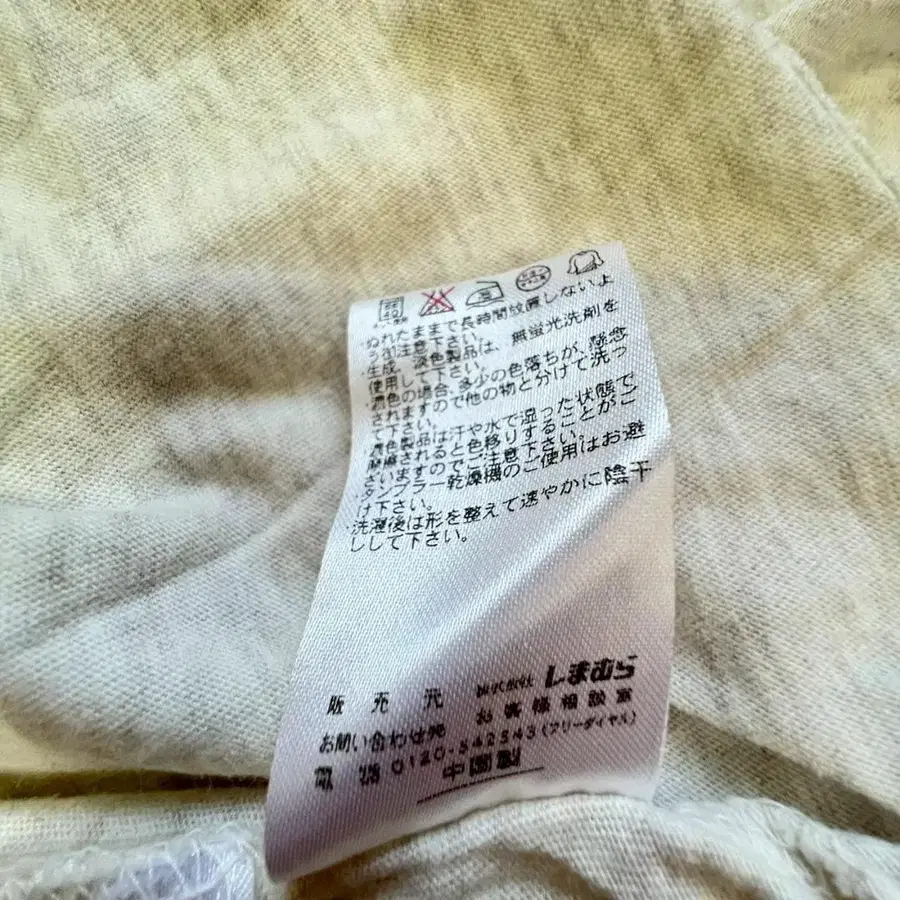 40
・ぬれたままで長時間放置しないよ
う御注意下さい。
・生成、淡色製品は、無蛍光洗剤を
使用して下さい。
・濃色の場合、多少の色落ちが、懸念
されますので他の物と分けて洗っ
て下さい。
・濃色製品は汗や水で湿った状態で
摩擦されると色移りすることがご
ざいますのでご注意下さい。
・タンブラー乾燥機のご使用はお避
け下さい。
・洗濯後は形を整えて速やかに陰干
しして下さい。
販売元 株式会社 しまむら
お問い合わせ先 お客様相談室
電話 0120-542543(フリーダイヤル)
中国製